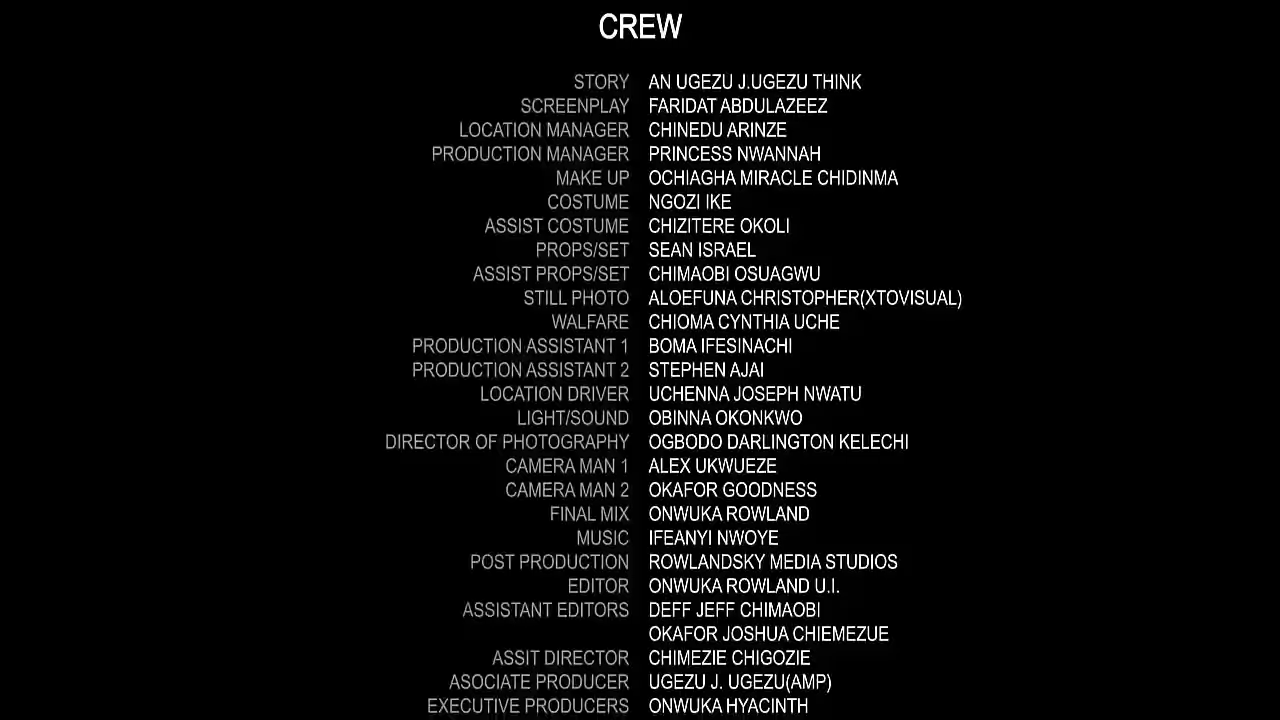 CREW
STORY AN UGEZU J.UGEZU THINK
SCREENPLAY FARIDAT ABDULAZEEZ
LOCATION MANAGER CHINEDU ARINZE
PRODUCTION MANAGER PRINCESS NWANNAH
MAKE UP OCHIAGHA MIRACLE CHIDINMA
COSTUME NGOZI IKE
ASSIST COSTUME CHIZITERE OKOLI
PROPS/SET SEAN ISRAEL
ASSIST PROPS/SET CHIMAOBI OSUAGWU
STILL PHOTO ALOEFUNA CHRISTOPHER(XTOVISUAL)
WALFARE CHIOMA CYNTHIA UCHE
PRODUCTION ASSISTANT 1 BOMA IFESINACHI
PRODUCTION ASSISTANT 2 STEPHEN AJAI
LOCATION DRIVER UCHENNA JOSEPH NWATU
LIGHT/SOUND OBINNA OKONKWO
DIRECTOR OF PHOTOGRAPHY OGBODO DARLINGTON KELECHI
CAMERA MAN 1 ALEX UKWUEZE
CAMERA MAN 2 OKAFOR GOODNESS
FINAL MIX ONWUKA ROWLAND
MUSIC IFEANYI NWOYE
POST PRODUCTION ROWLANDSKY MEDIA STUDIOS
EDITOR ONWUKA ROWLAND U.I.
ASSISTANT EDITORS DEFF JEFF CHIMAOBI
OKAFOR JOSHUA CHIEMEZUE
ASSIT DIRECTOR CHIMEZIE CHIGOZIE
ASOCIATE PRODUCER UGEZU J. UGEZU(AMP)
EXECUTIVE PRODUCERS ONWUKA HYACINTH